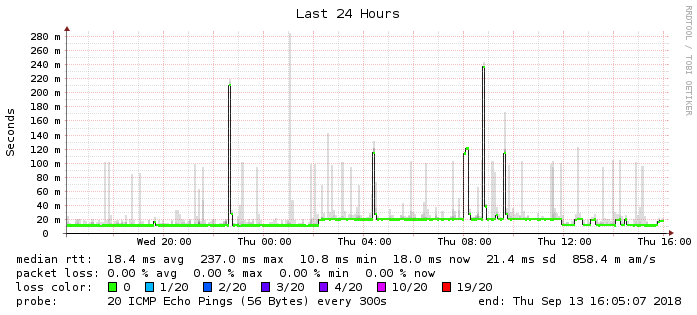 Last 24 Hours
RRDTOOL / TOBI OETIKER
Seconds
280 m
260 m
240 m
220 m
200 m
180 m
160 m
140 m
120 m
100 m
80 m
60 m
40 m
20 m
0
Wed 20:00 Thu 00:00 Thu 04:00 Thu 08:00 Thu 12:00 Thu 16:00
median rtt: 18.4 ms avg 237.0 ms max 10.8 ms min 18.0 ms now 21.4 ms sd 858.4 m am/s
packet loss: 0.00 % avg 0.00 % max 0.00 % min 0.00 % now
loss color: 0 1/20 2/20 3/20 4/20 10/20 19/20
probe: 20 ICMP Echo Pings (56 Bytes) every 300s end: Thu Sep 13 16:05:07 2018